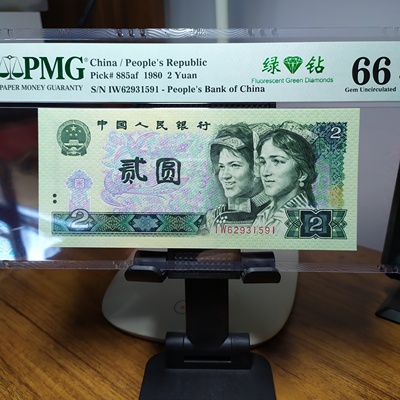 PMG
PAPER MONEY GUARANTY
China / People's Republic
Pick# 885af 1980 2 Yuan
S/N IW62931591 - People's Bank of China
绿钻
Fluorescent Green Diamonds
66
Gem Uncirculated
中国人民银行
2
贰圆
2
2
IW62931591